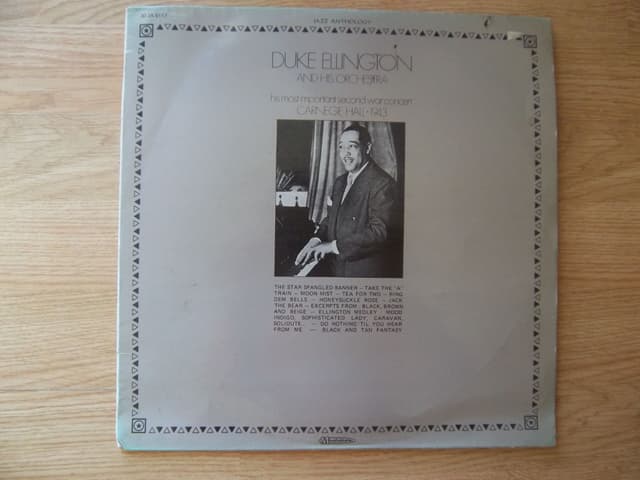 JAZZ ANTHOLOGY
DUKE ELLINGTON
AND HIS ORCHESTRA
his most important second war concert
CARNEGIE HALL - 1943
THE STAR SPANGLED BANNER — TAKE THE "A"
TRAIN — MOON MIST — TEA FOR TWO — RING
DEM BELLS — HONEYSUCKLE ROSE — JACK
THE BEAR — EXCERPTS FROM: BLACK, BROWN
AND BEIGE — ELLINGTON MEDLEY: MOOD
INDIGO, SOPHISTICATED LADY, CARAVAN,
SOLIDUTE... — DO NOTHING TIL YOU HEAR
FROM ME. — BLACK AND TAN FANTASY